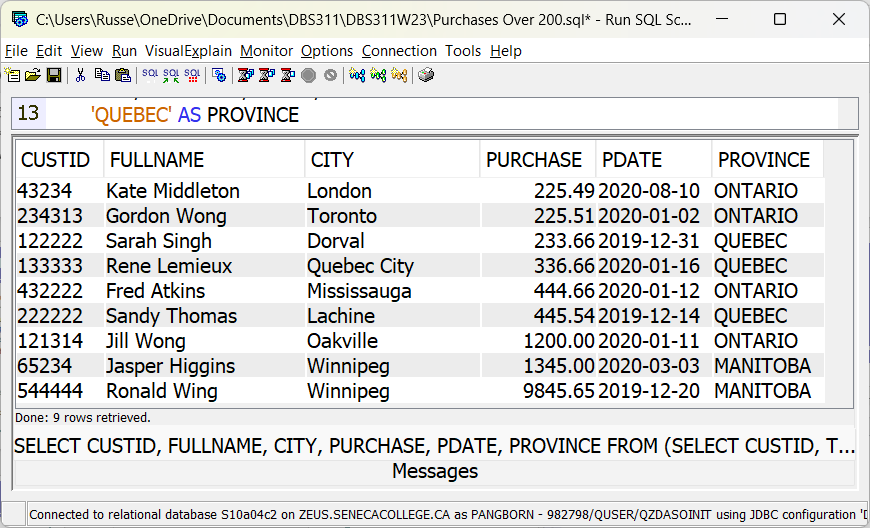 C:\Users\Russe\OneDrive\Documents\DBS311\DBS311W23\Purchases Over 200.sql* - Run SQL Sc...
File Edit View Run VisualExplain Monitor Options Connection Tools Help
SQL SQL SQL
13 'QUEBEC' AS PROVINCE
CUSTID FULLNAME CITY PURCHASE PDATE PROVINCE
43234 Kate Middleton London 225.49 2020-08-10 ONTARIO
234313 Gordon Wong Toronto 225.51 2020-01-02 ONTARIO
122222 Sarah Singh Dorval 233.66 2019-12-31 QUEBEC
133333 Rene Lemieux Quebec City 336.66 2020-01-16 QUEBEC
432222 Fred Atkins Mississauga 444.66 2020-01-12 ONTARIO
222222 Sandy Thomas Lachine 445.54 2019-12-14 QUEBEC
121314 Jill Wong Oakville 1200.00 2020-01-11 ONTARIO
65234 Jasper Higgins Winnipeg 1345.00 2020-03-03 MANITOBA
544444 Ronald Wing Winnipeg 9845.65 2019-12-20 MANITOBA
Done: 9 rows retrieved.
SELECT CUSTID, FULLNAME, CITY, PURCHASE, PDATE, PROVINCE FROM (SELECT CUSTID, T...
Messages
Connected to relational database S10a04c2 on ZEUS.SENECACOLLEGE.CA as PANGBORN - 982798/QUSER/QZDASOINIT using JDBC configuration 'D